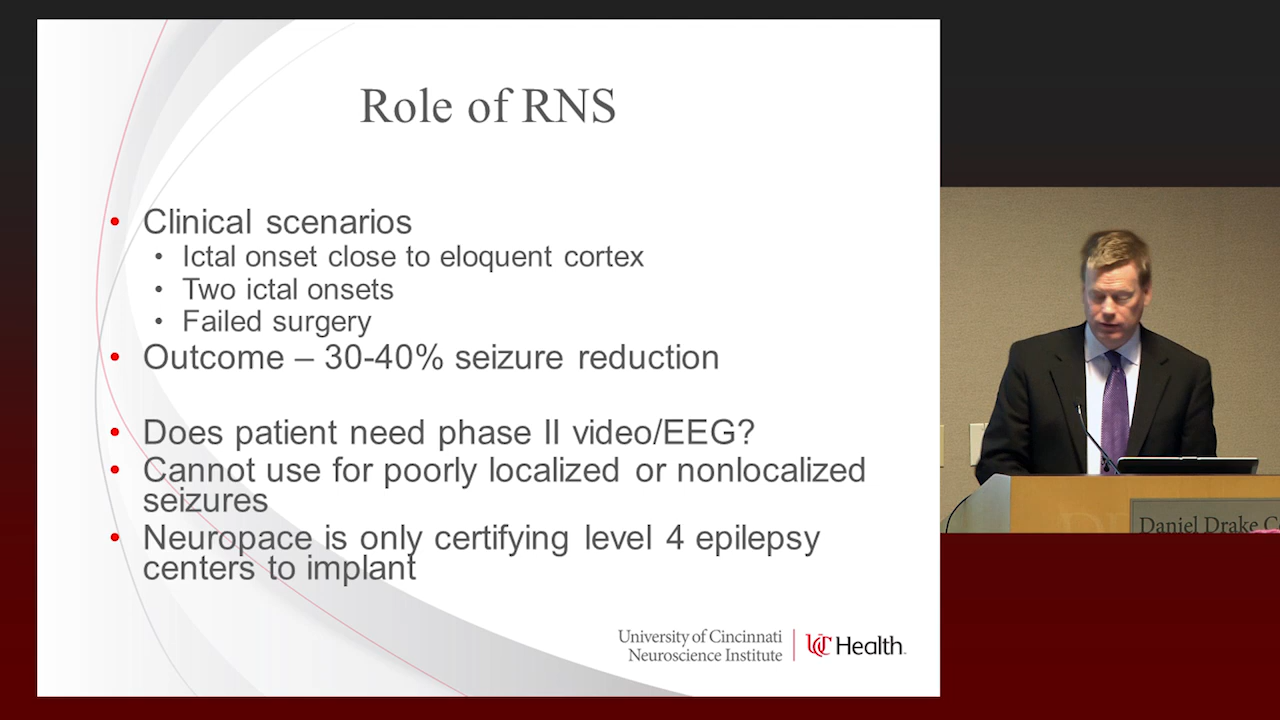 Role of RNS
• Clinical scenarios
• Ictal onset close to eloquent cortex
• Two ictal onsets
• Failed surgery
• Outcome – 30-40% seizure reduction
• Does patient need phase II video/EEG?
• Cannot use for poorly localized or nonlocalized
seizures
• Neuropace is only certifying level 4 epilepsy
centers to implant
University of Cincinnati
Neuroscience Institute
UC Health
Daniel Drake